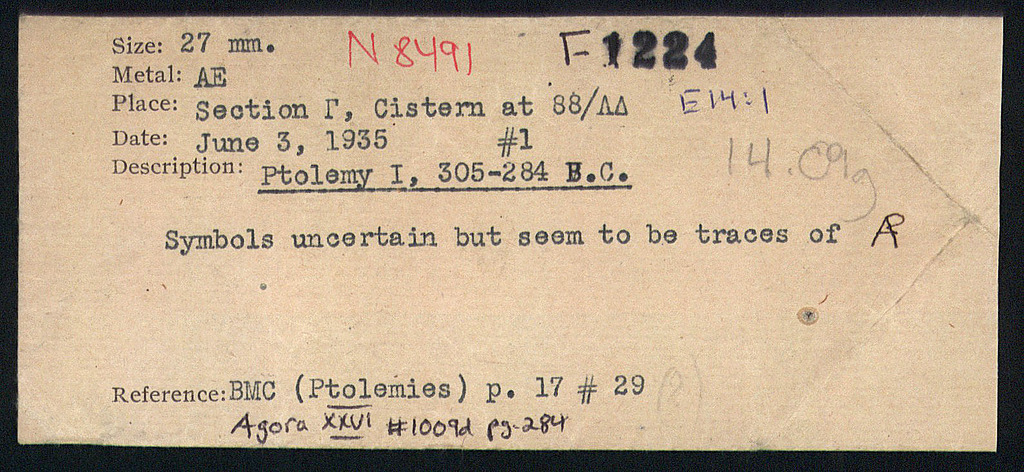 Size: 27 mm. N 8491 Γ-1224
Metal: AE
Place: Section Γ, Cistern at 88/ΛΔ E 14:1
Date: June 3, 1935 #1
Description: Ptolemy I, 305-284 B.C. 14.09g
Symbols uncertain but seem to be traces of
Reference: BMC (Ptolemies) p. 17 # 29
Agora XXVI #1009d pg. 284